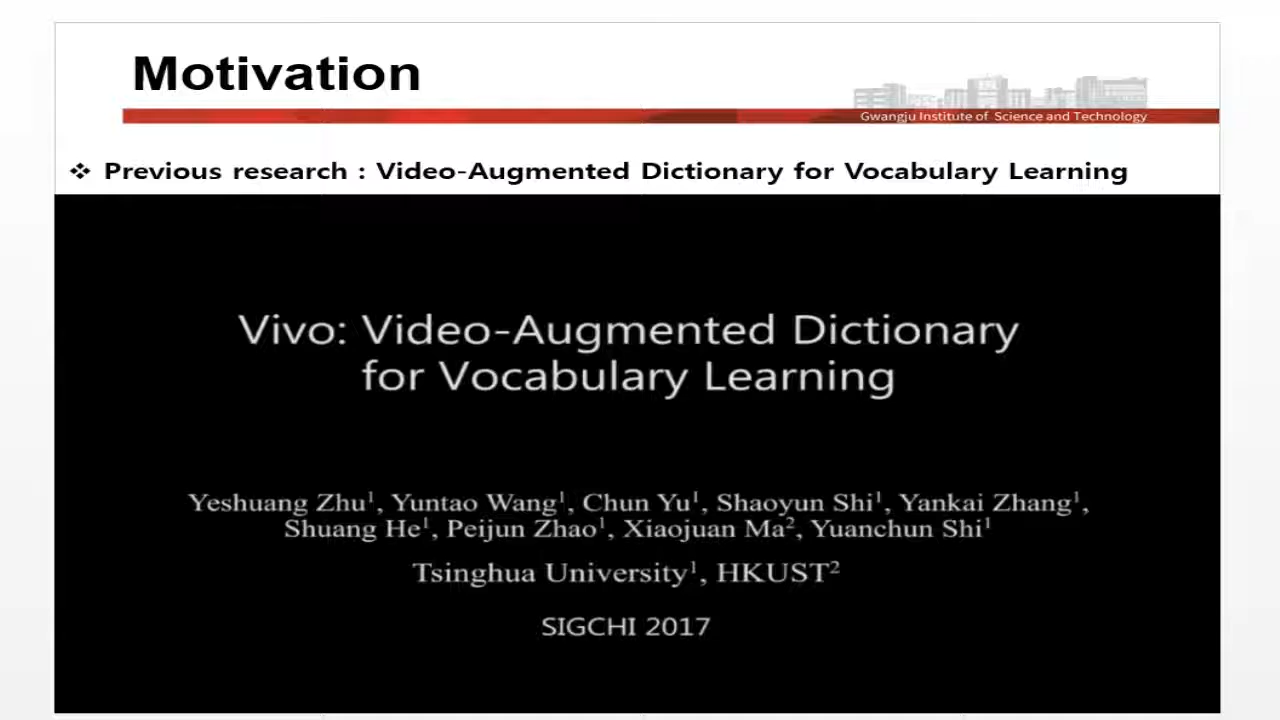 Motivation
Gwangju Institute of Science and Technology
❖ Previous research : Video-Augmented Dictionary for Vocabulary Learning
Vivo: Video-Augmented Dictionary
for Vocabulary Learning
Yeshuang Zhu¹, Yuntao Wang¹, Chun Yu¹, Shaoyun Shi¹, Yankai Zhang¹,
Shuang He¹, Peijun Zhao¹, Xiaojuan Ma², Yuanchun Shi¹
Tsinghua University¹, HKUST²
SIGCHI 2017